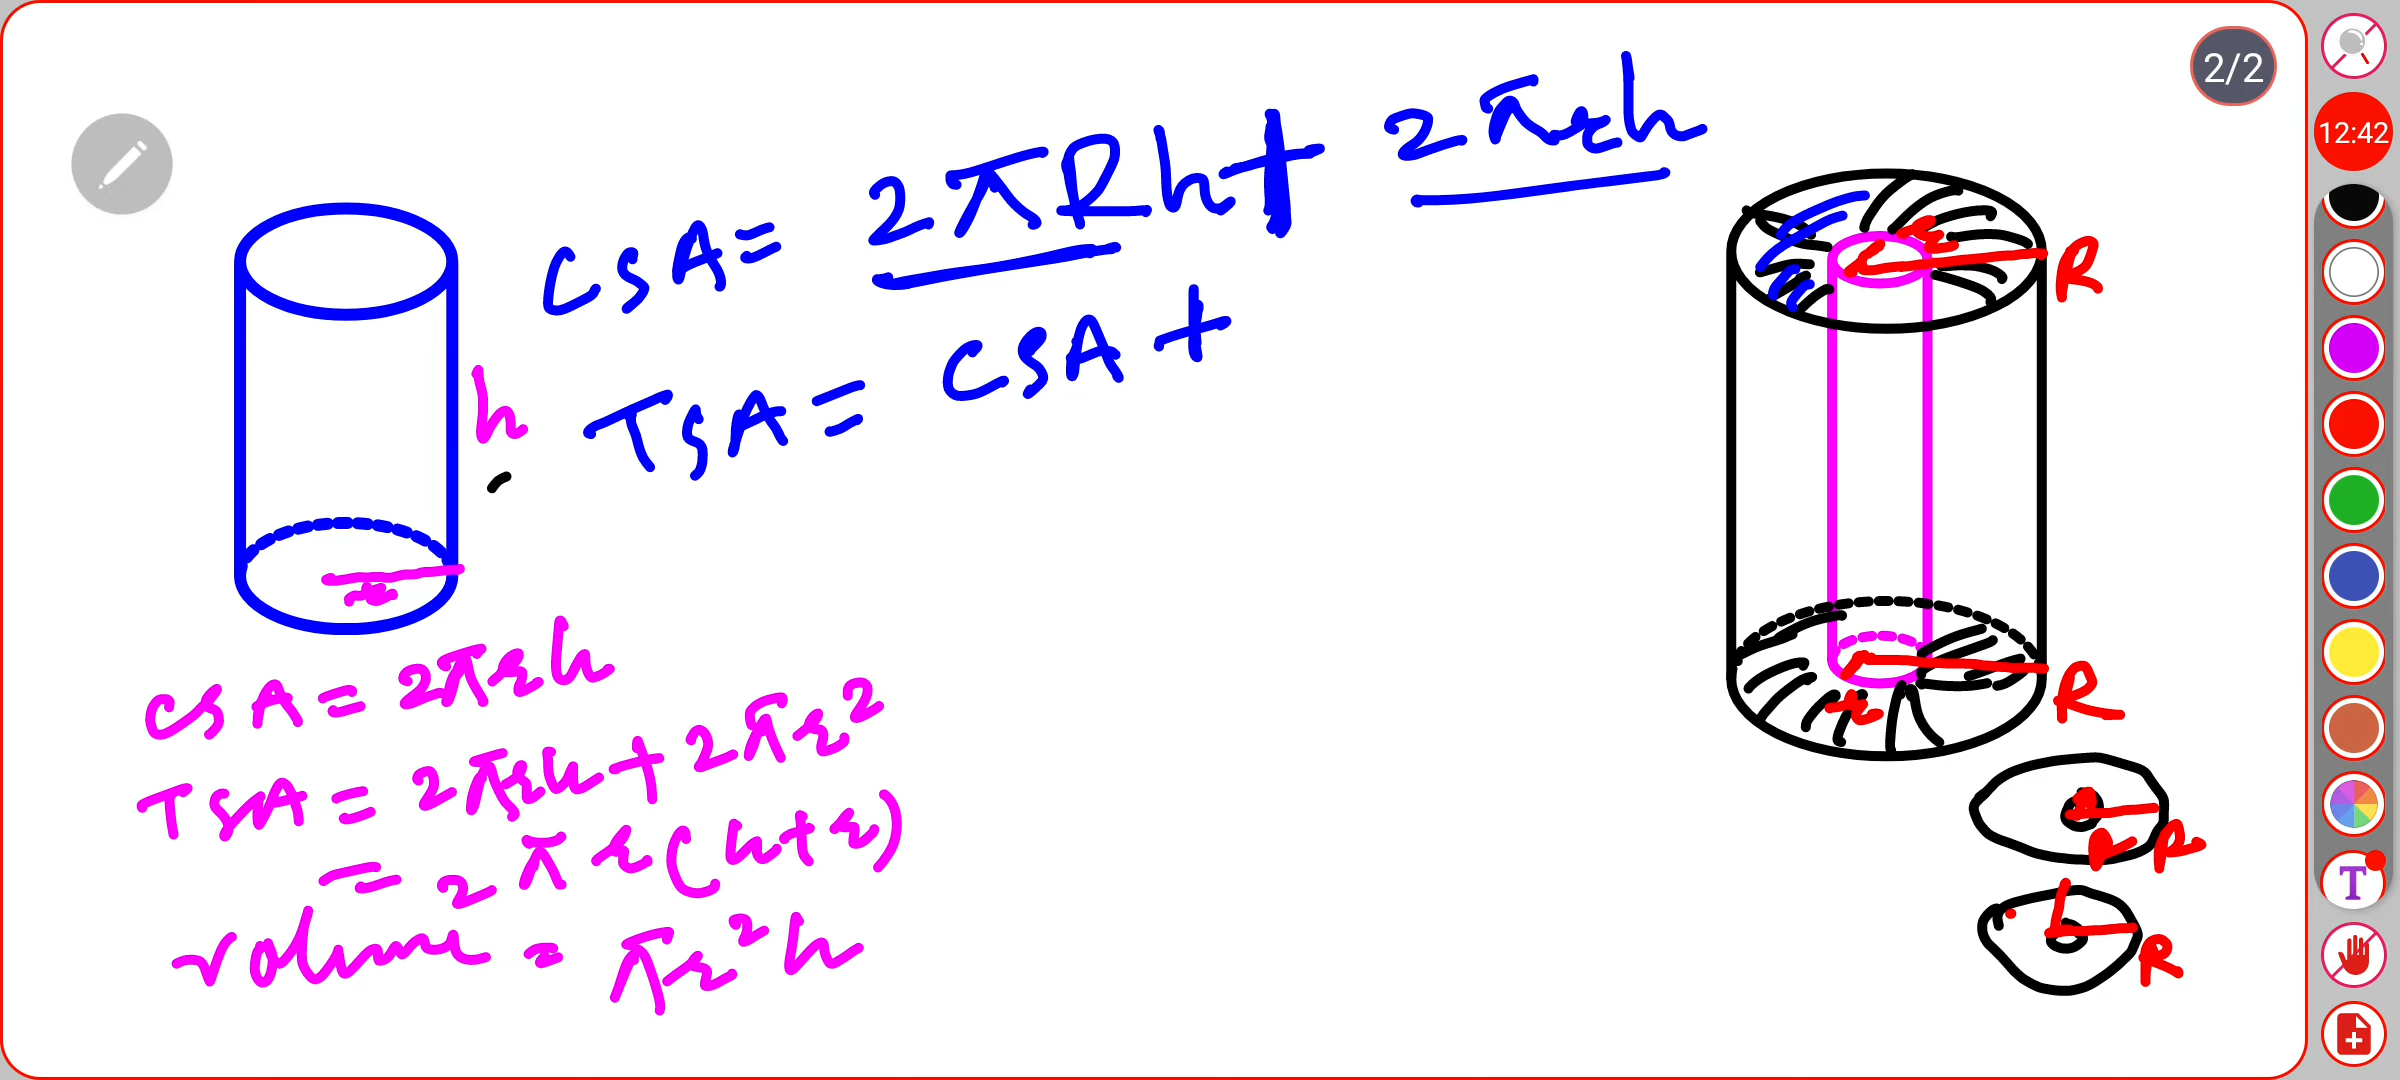 2/2
12:42
CSA = 2πRh + 2πrh
TSA = CSA +
h
r
CSA = 2πrh
TSA = 2πrh + 2πr²
= 2πr(h+r)
volume = πr²h
r
R
r
R
r R
R
T